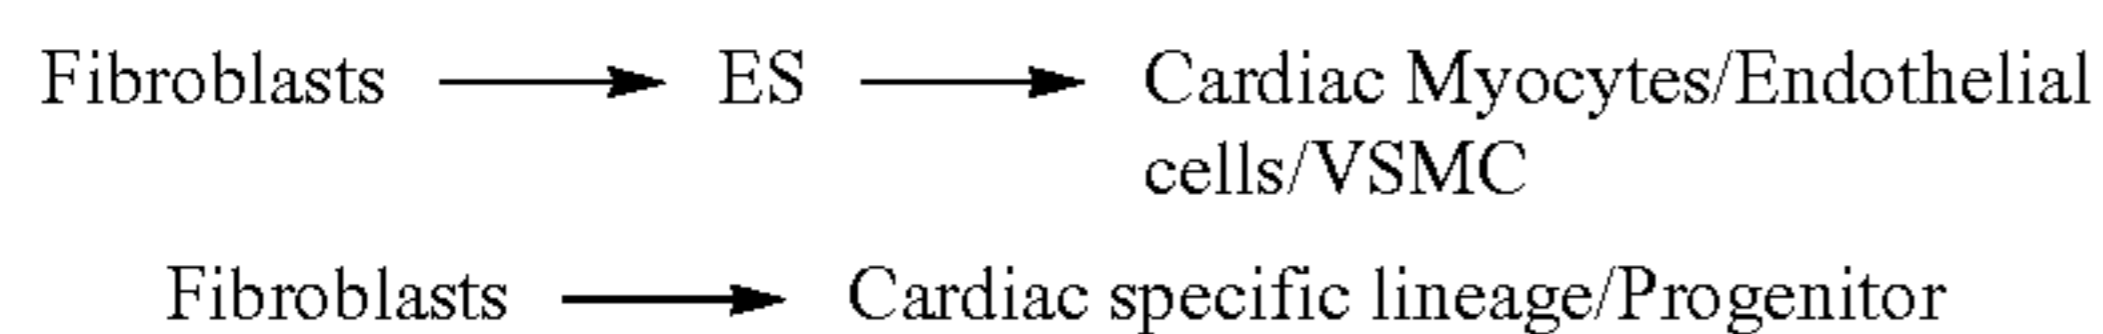 Fibroblasts → ES → Cardiac Myocytes/Endothelial
cells/VSMC
Fibroblasts → Cardiac specific lineage/Progenitor